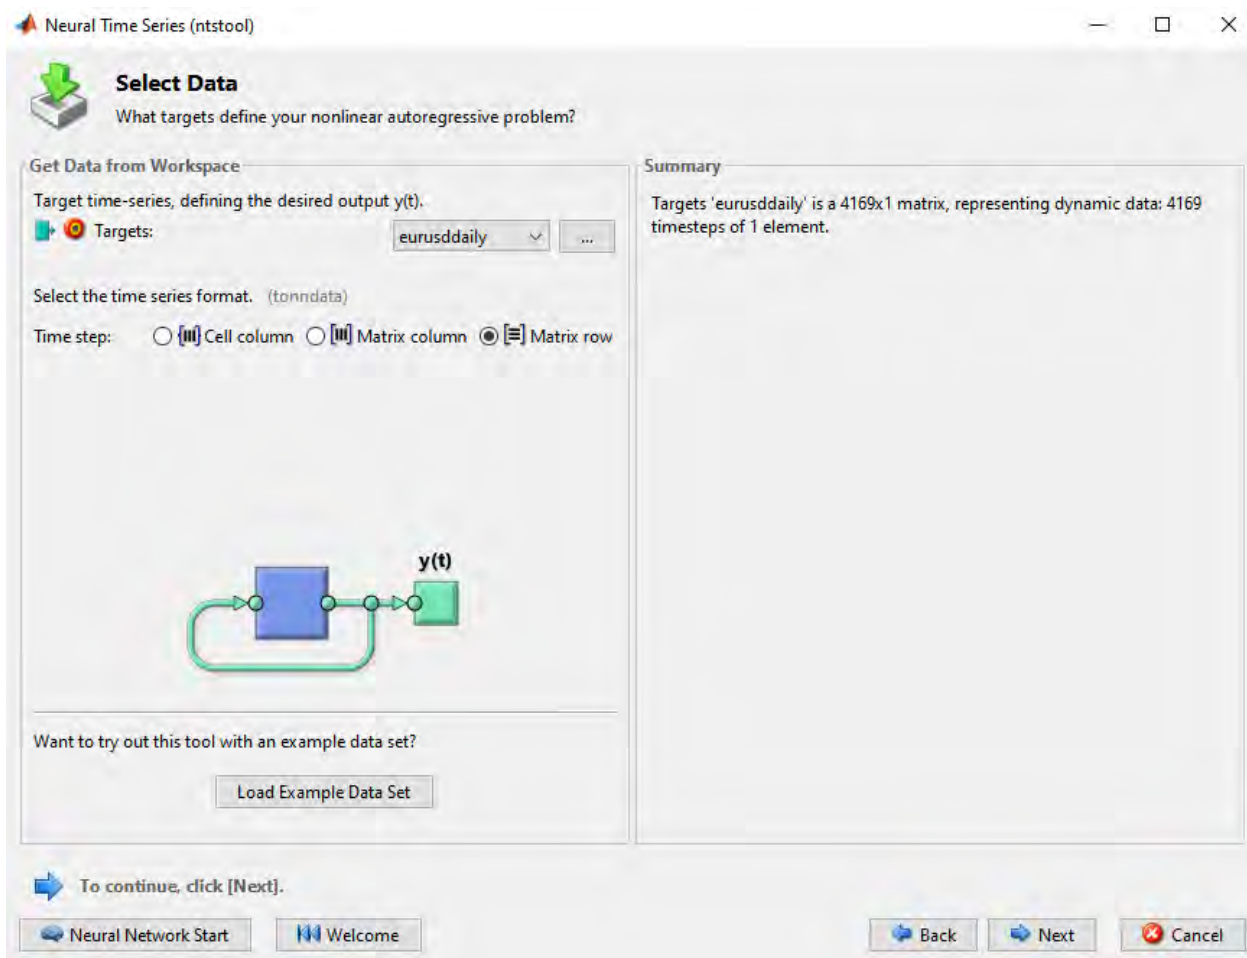 Neural Time Series (ntstool)
Select Data
What targets define your nonlinear autoregressive problem?
Get Data from Workspace
Target time-series, defining the desired output y(t).
Targets:
eurusddaily
...
Select the time series format. (tonndata)
Time step:
Cell column
Matrix column
Matrix row
y(t)
Want to try out this tool with an example data set?
Load Example Data Set
Summary
Targets 'eurusddaily' is a 4169x1 matrix, representing dynamic data: 4169
timesteps of 1 element.
To continue, click [Next].
Neural Network Start
Welcome
Back
Next
Cancel